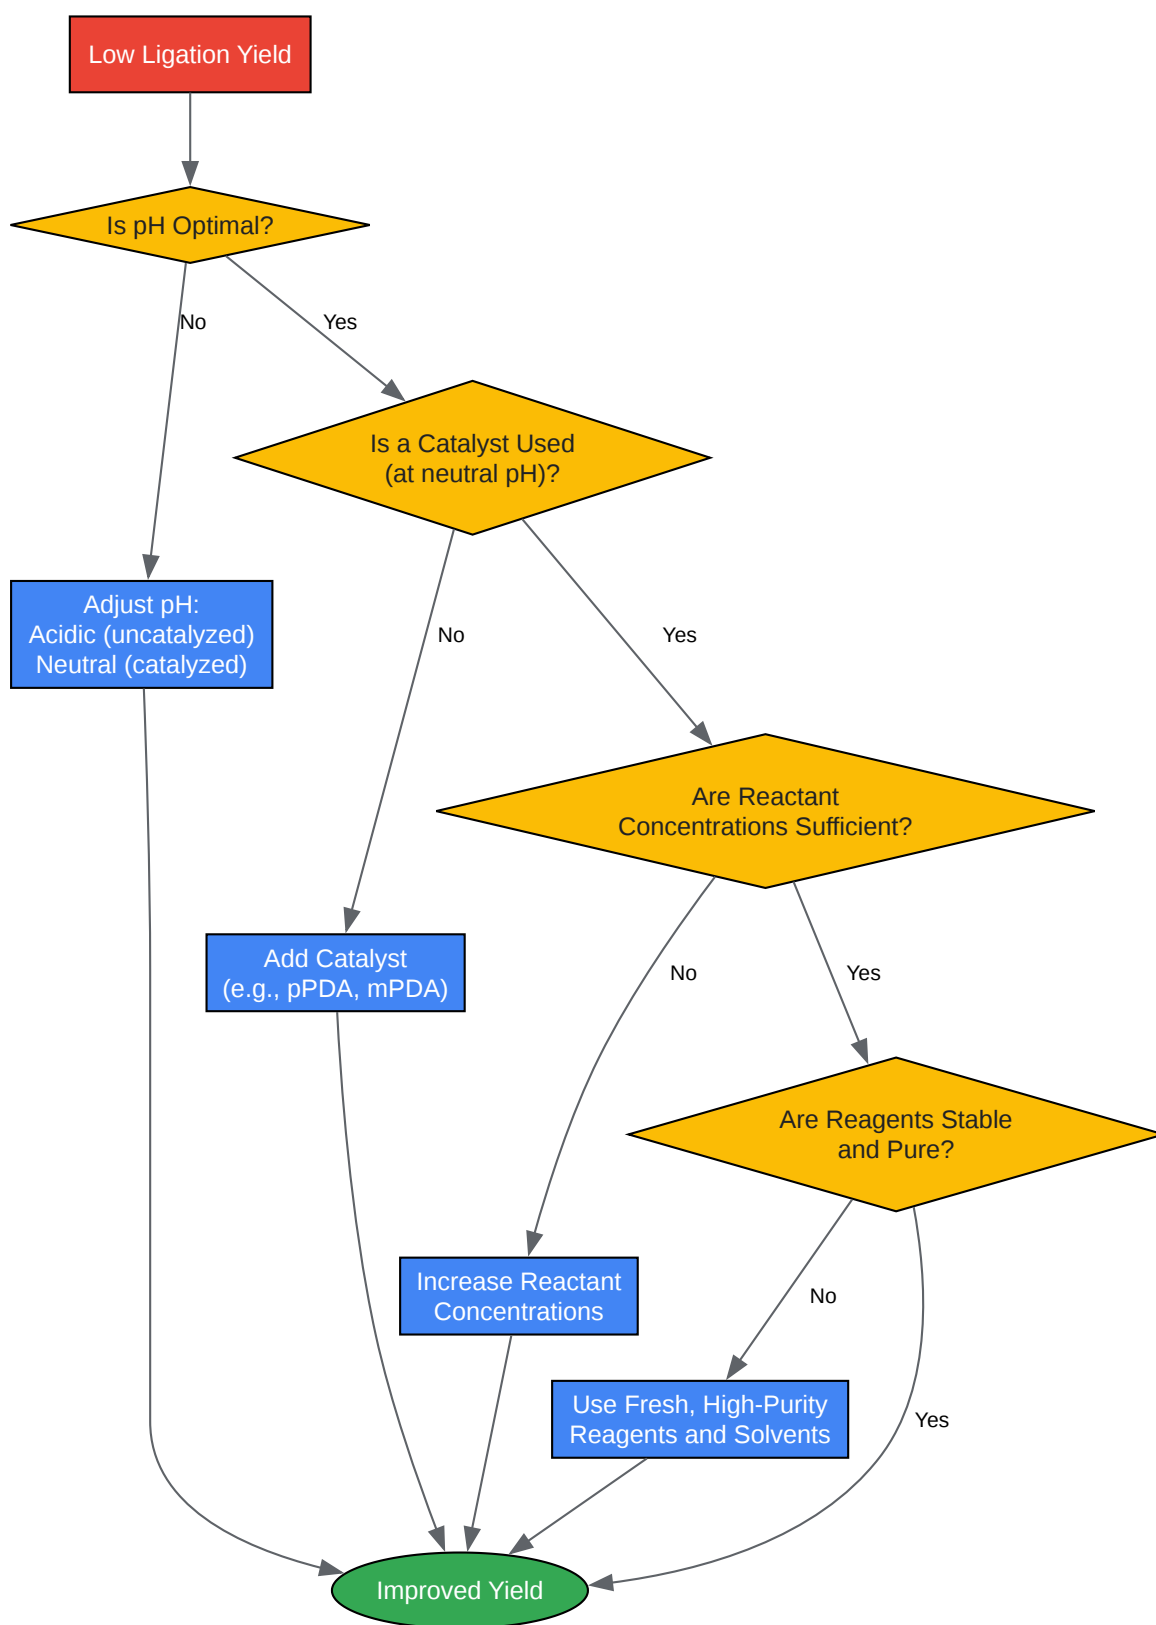 Low Ligation Yield
Is pH Optimal?
No
Yes
Is a Catalyst Used
(at neutral pH)?
Adjust pH:
Acidic (uncatalyzed)
Neutral (catalyzed)
No
Yes
Are Reactant
Concentrations Sufficient?
Add Catalyst
(e.g., pPDA, mPDA)
No
Yes
Are Reagents Stable
and Pure?
Increase Reactant
Concentrations
No
Use Fresh, High-Purity
Reagents and Solvents
Yes
Improved Yield